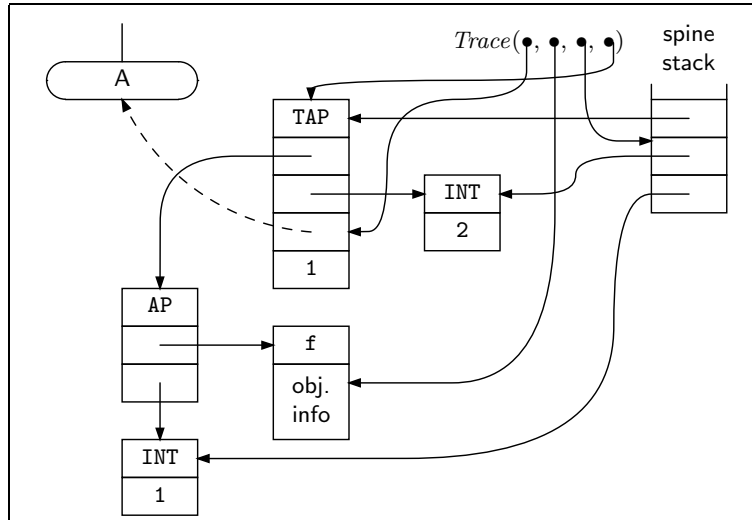 Trace(•, •, •, •)
spine
stack
A
TAP
INT
2
1
AP
f
obj.
info
INT
1